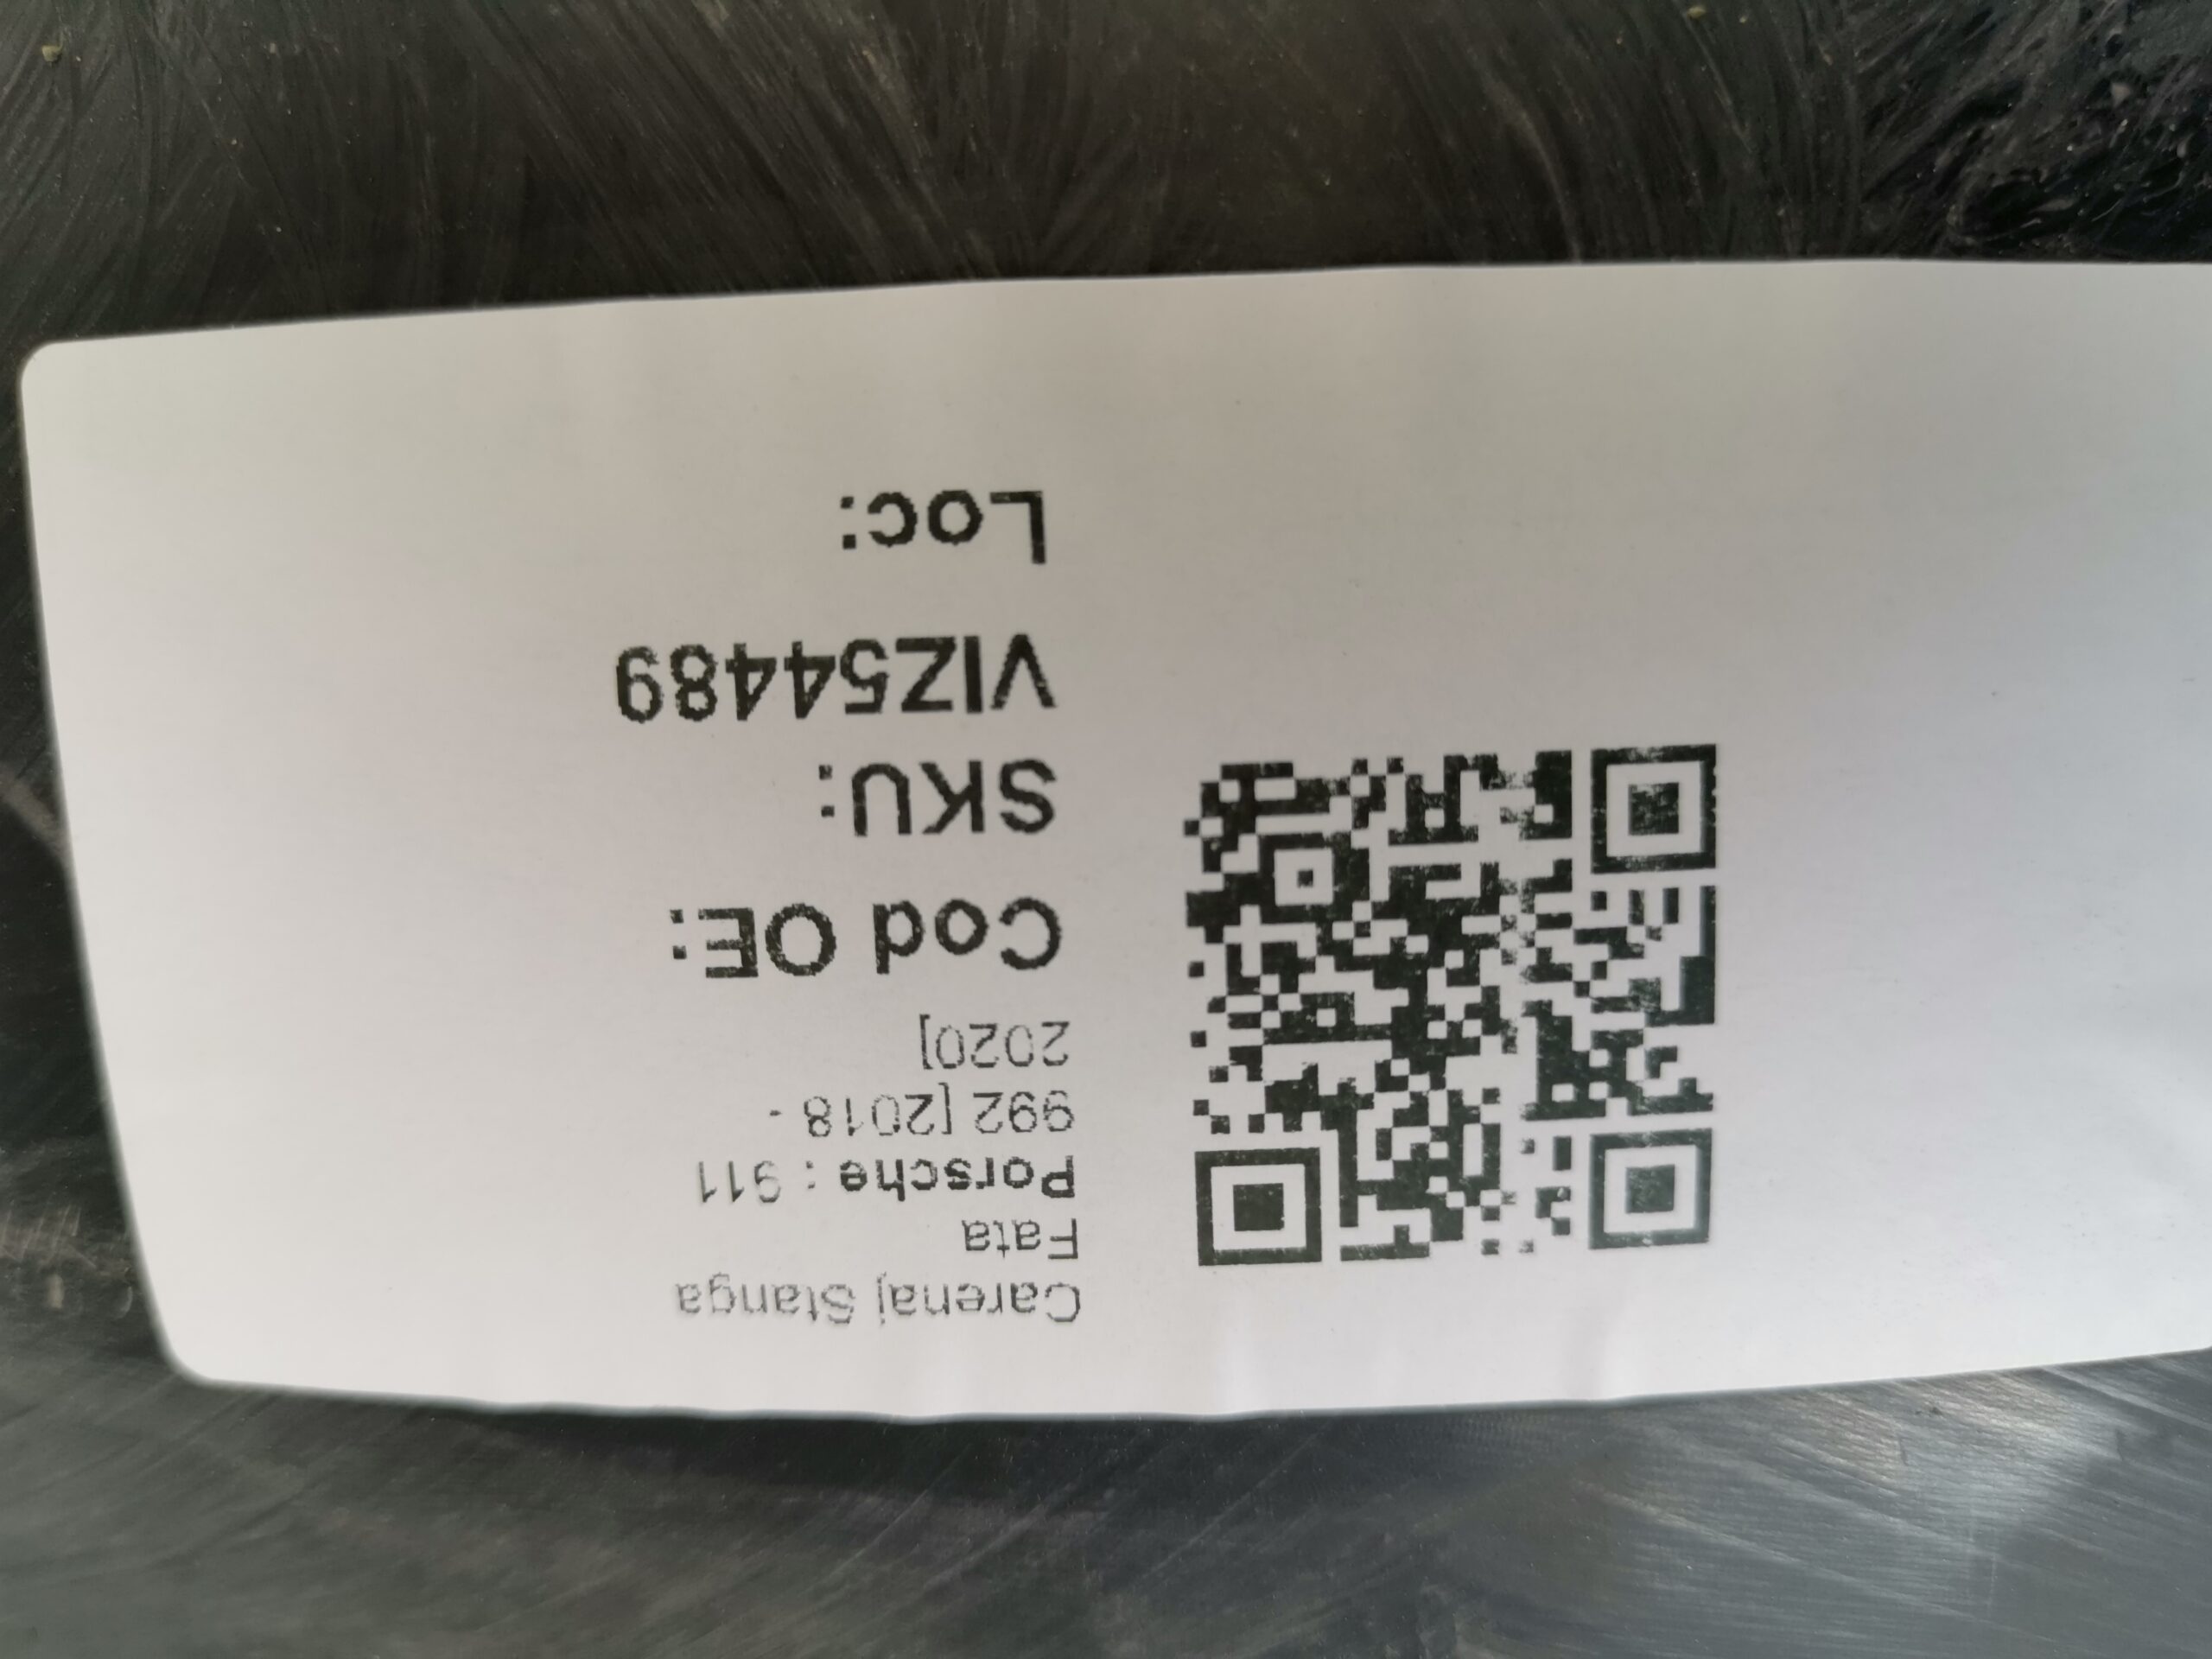 Carenaj Stanga
Fata
Porsche : 911
992 [2018 -
2020]
Cod OE:
SKU:
VIZ54489
Loc: